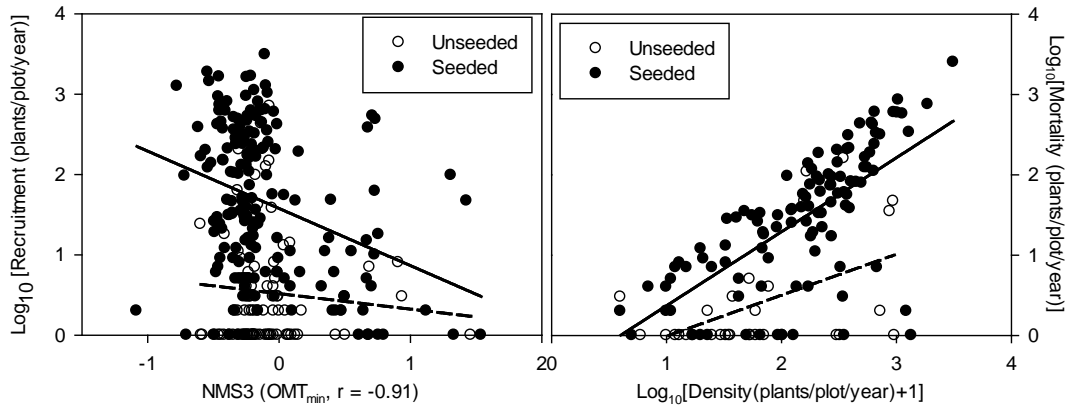 Log10[Recruitment (plants/plot/year)]
4
3
2
1
0
Unseeded
Seeded
-1
0
1
2
NMS3 (OMTmin, r = -0.91)
Unseeded
Seeded
0
1
2
3
4
Log10[Density(plants/plot/year)+1]
4
3
2
1
0
Log10[Mortality (plants/plot/year)]